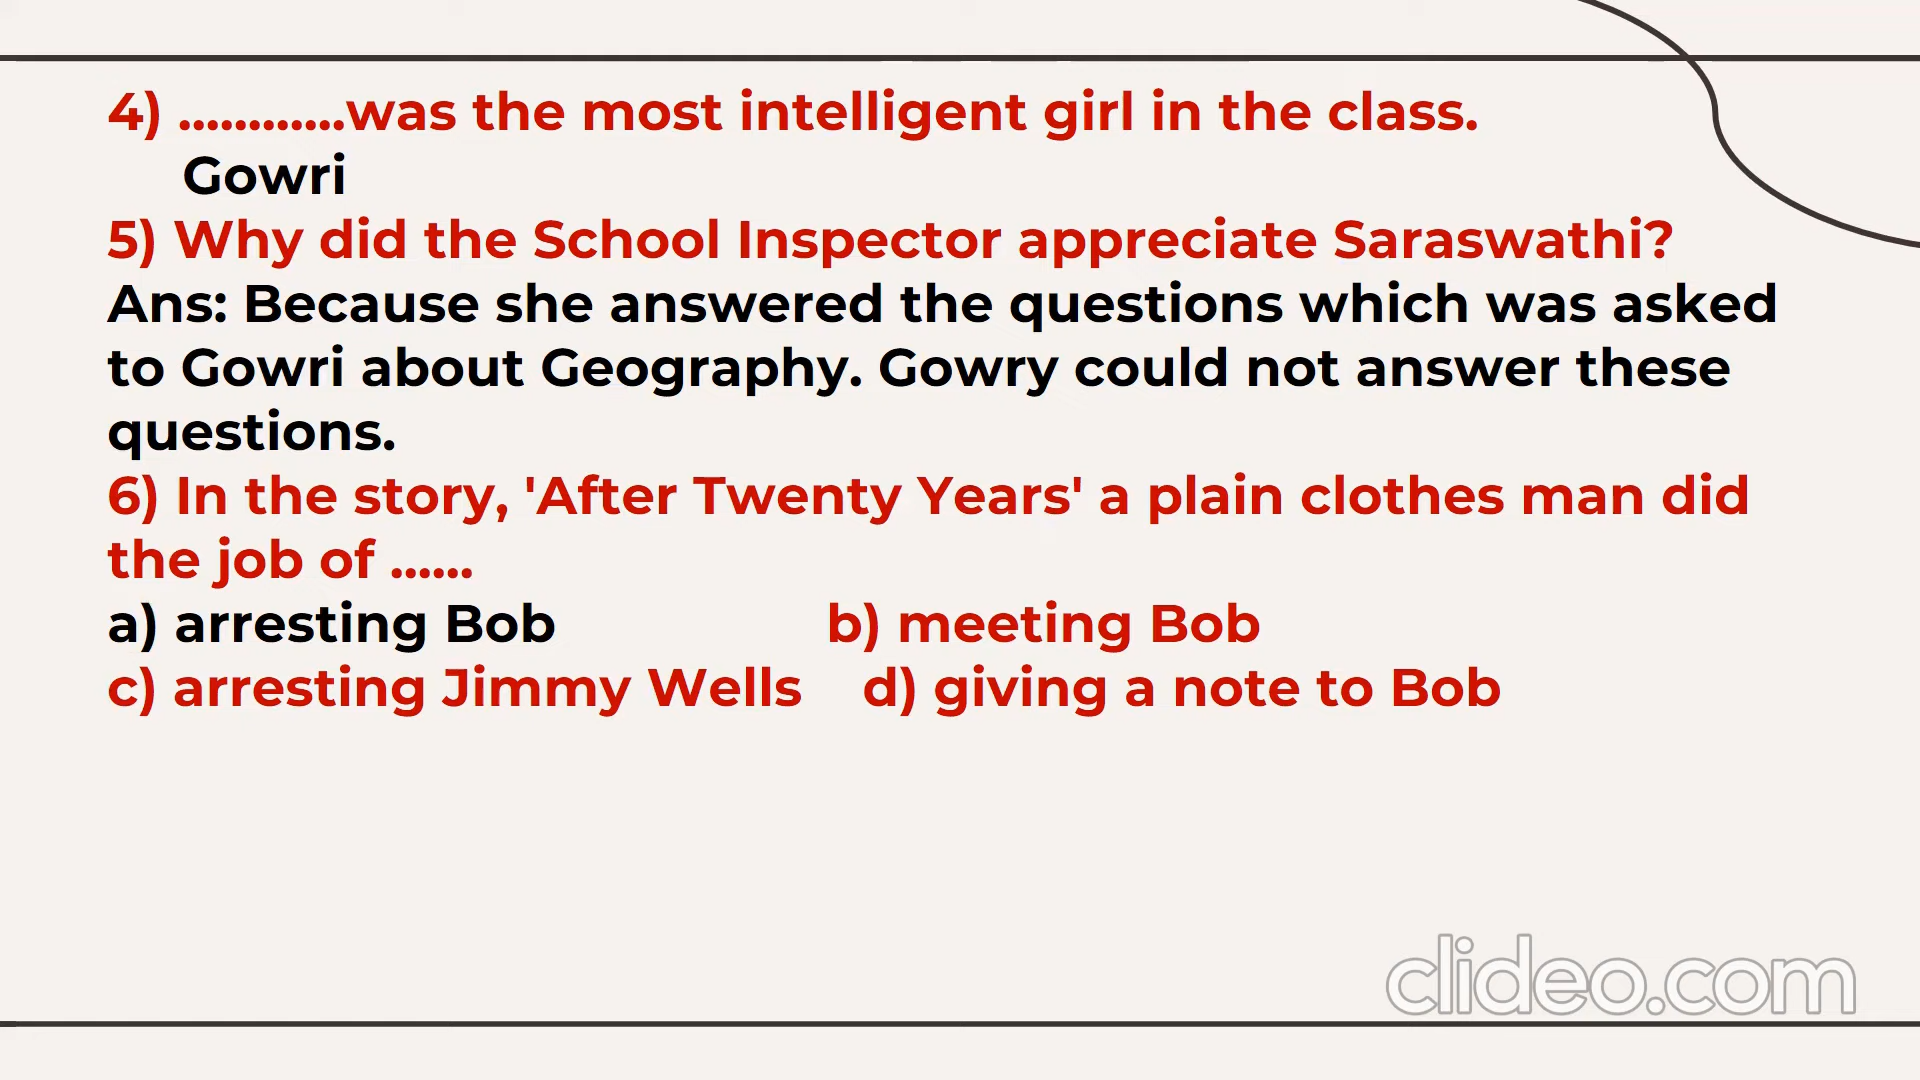 4) ............was the most intelligent girl in the class.
Gowri
5) Why did the School Inspector appreciate Saraswathi?
Ans: Because she answered the questions which was asked
to Gowri about Geography. Gowry could not answer these
questions.
6) In the story, 'After Twenty Years' a plain clothes man did
the job of ......
a) arresting Bob b) meeting Bob
c) arresting Jimmy Wells d) giving a note to Bob
clideo.com